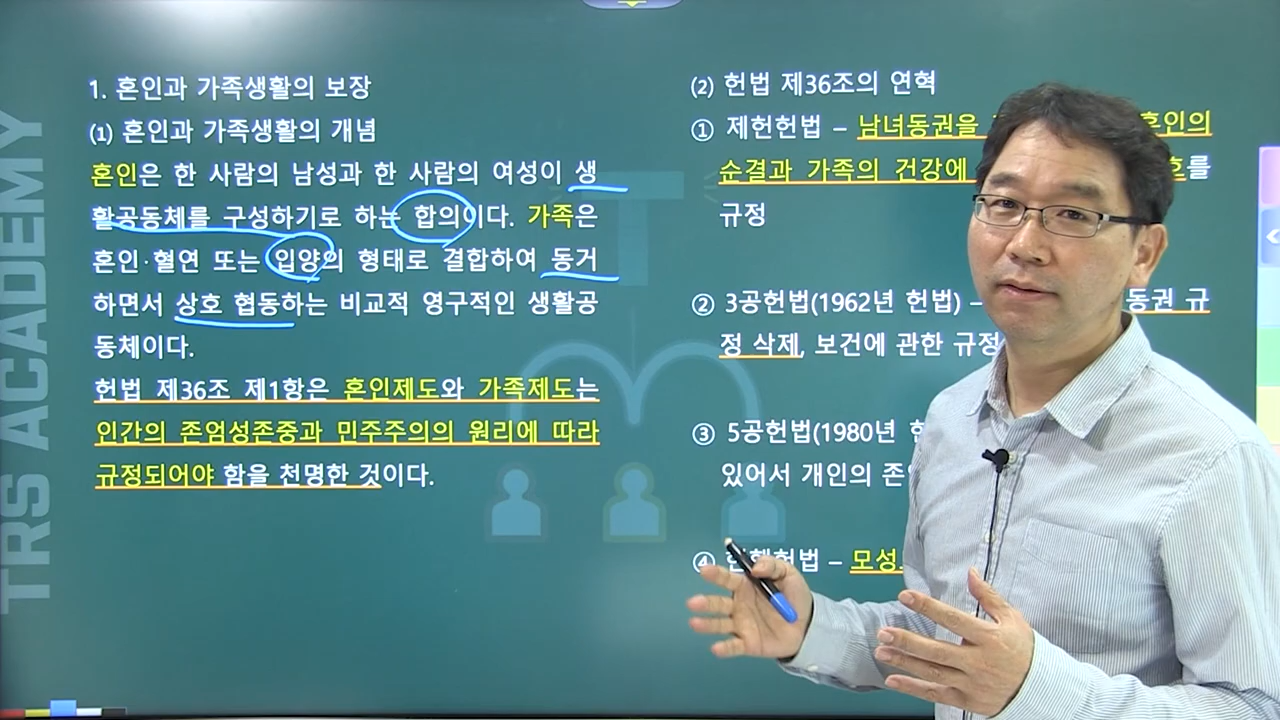 1. 혼인과 가족생활의 보장
⑴ 혼인과 가족생활의 개념
혼인은 한 사람의 남성과 한 사람의 여성이 생
활공동체를 구성하기로 하는 합의이다. 가족은
혼인·혈연 또는 입양의 형태로 결합하여 동거
하면서 상호 협동하는 비교적 영구적인 생활공
동체이다.
헌법 제36조 제1항은 혼인제도와 가족제도는
인간의 존엄성존중과 민주주의의 원리에 따라
규정되어야 함을 천명한 것이다.
⑵ 헌법 제36조의 연혁
① 제헌헌법 – 남녀동권을 혼인의
순결과 가족의 건강에 를
규정
② 3공헌법(1962년 헌법) – 동권 규
정 삭제, 보건에 관한 규정
③ 5공헌법(1980년
있어서 개인의
④ 현행헌법 –
TRS ACADEMY